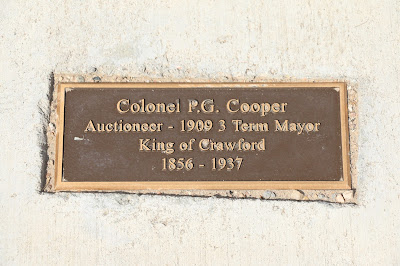 Colonel P.G. Cooper
Auctioneer - 1909 3 Term Mayor
King of Crawford
1856 - 1937